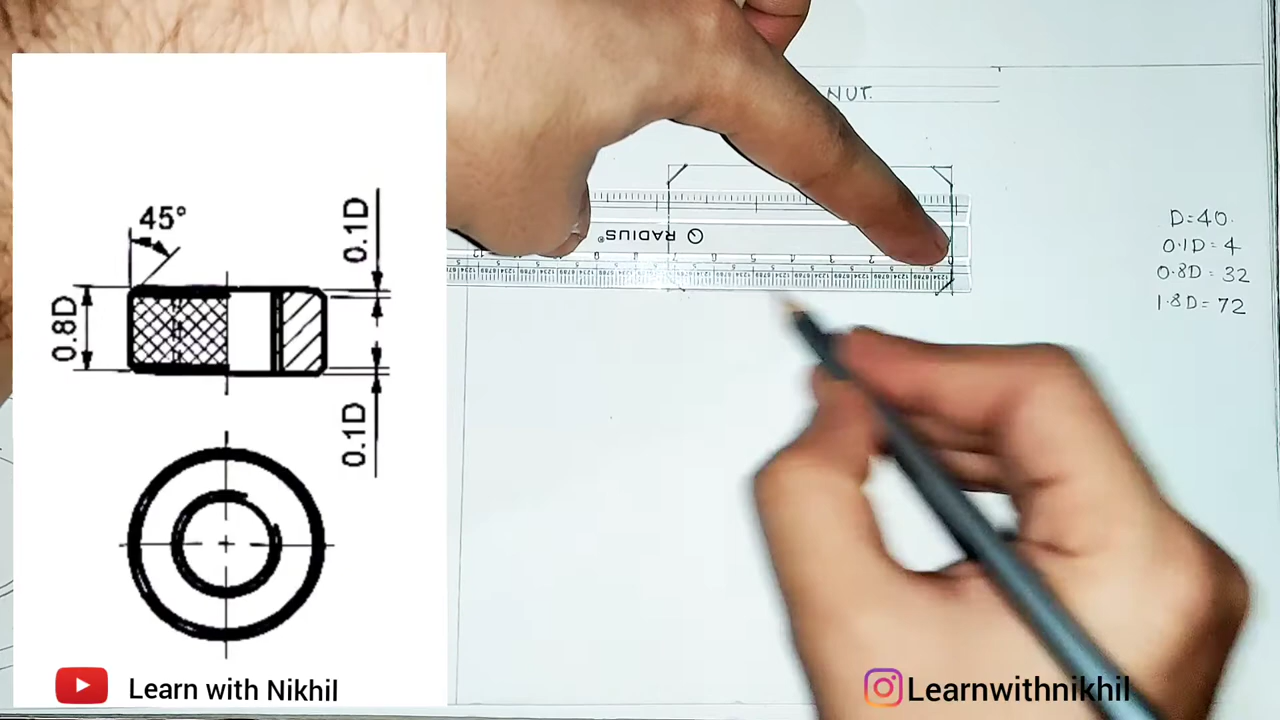 NUT.
45°
0.1D
0.8D
0.1D
Q RADIUS®
D=40.
0.1D=4
0.8D=32
1.8D=72
Learn with Nikhil
Learnwithnikhil